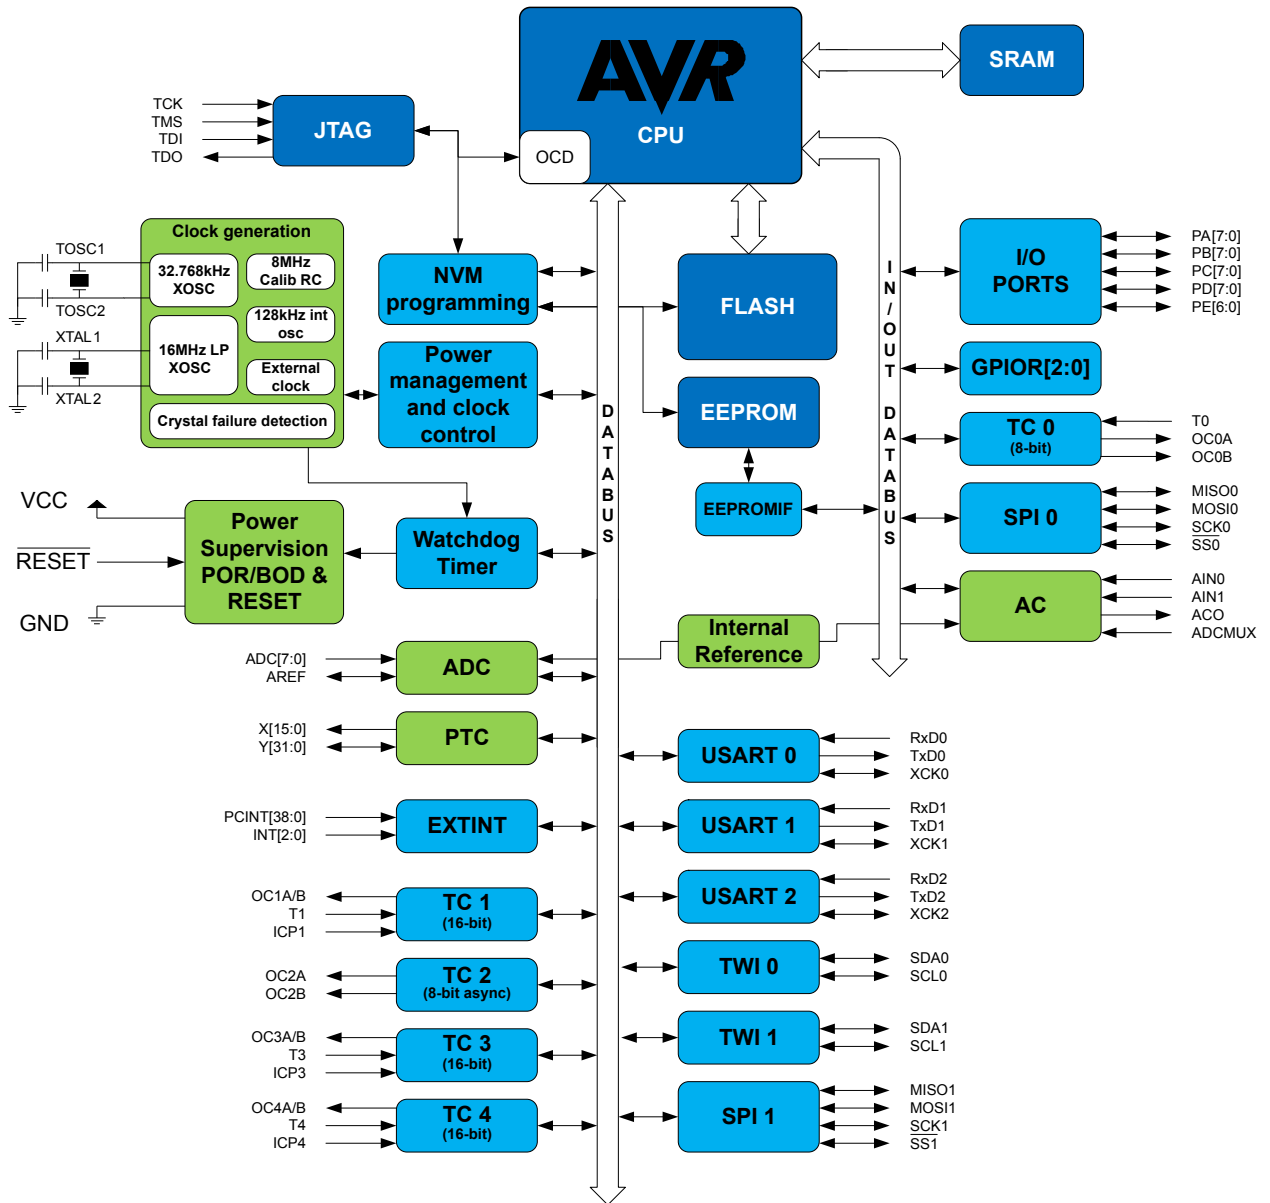 AVR
CPU
OCD
SRAM
TCK
TMS
TDI
TDO
JTAG
Clock generation
TOSC1
TOSC2
XTAL1
XTAL2
32.768kHz
XOSC
8MHz
Calib RC
128kHz int
osc
16MHz LP
XOSC
External
clock
Crystal failure detection
NVM
programming
Power
management
and clock
control
FLASH
EEPROM
EEPROMIF
DATABUS
IN/OUT
DATABUS
I/O
PORTS
PA[7:0]
PB[7:0]
PC[7:0]
PD[7:0]
PE[6:0]
GPIOR[2:0]
TC 0
(8-bit)
T0
OC0A
OC0B
SPI 0
MISO0
MOSI0
SCK0
SS0
AC
AIN0
AIN1
ACO
ADCMUX
VCC
RESET
GND
Power
Supervision
POR/BOD &
RESET
Watchdog
Timer
Internal
Reference
ADC[7:0]
AREF
ADC
X[15:0]
Y[31:0]
PTC
PCINT[38:0]
INT[2:0]
EXTINT
OC1A/B
T1
ICP1
TC 1
(16-bit)
OC2A
OC2B
TC 2
(8-bit async)
OC3A/B
T3
ICP3
TC 3
(16-bit)
OC4A/B
T4
ICP4
TC 4
(16-bit)
USART 0
RxD0
TxD0
XCK0
USART 1
RxD1
TxD1
XCK1
USART 2
RxD2
TxD2
XCK2
TWI 0
SDA0
SCL0
TWI 1
SDA1
SCL1
SPI 1
MISO1
MOSI1
SCK1
SS1